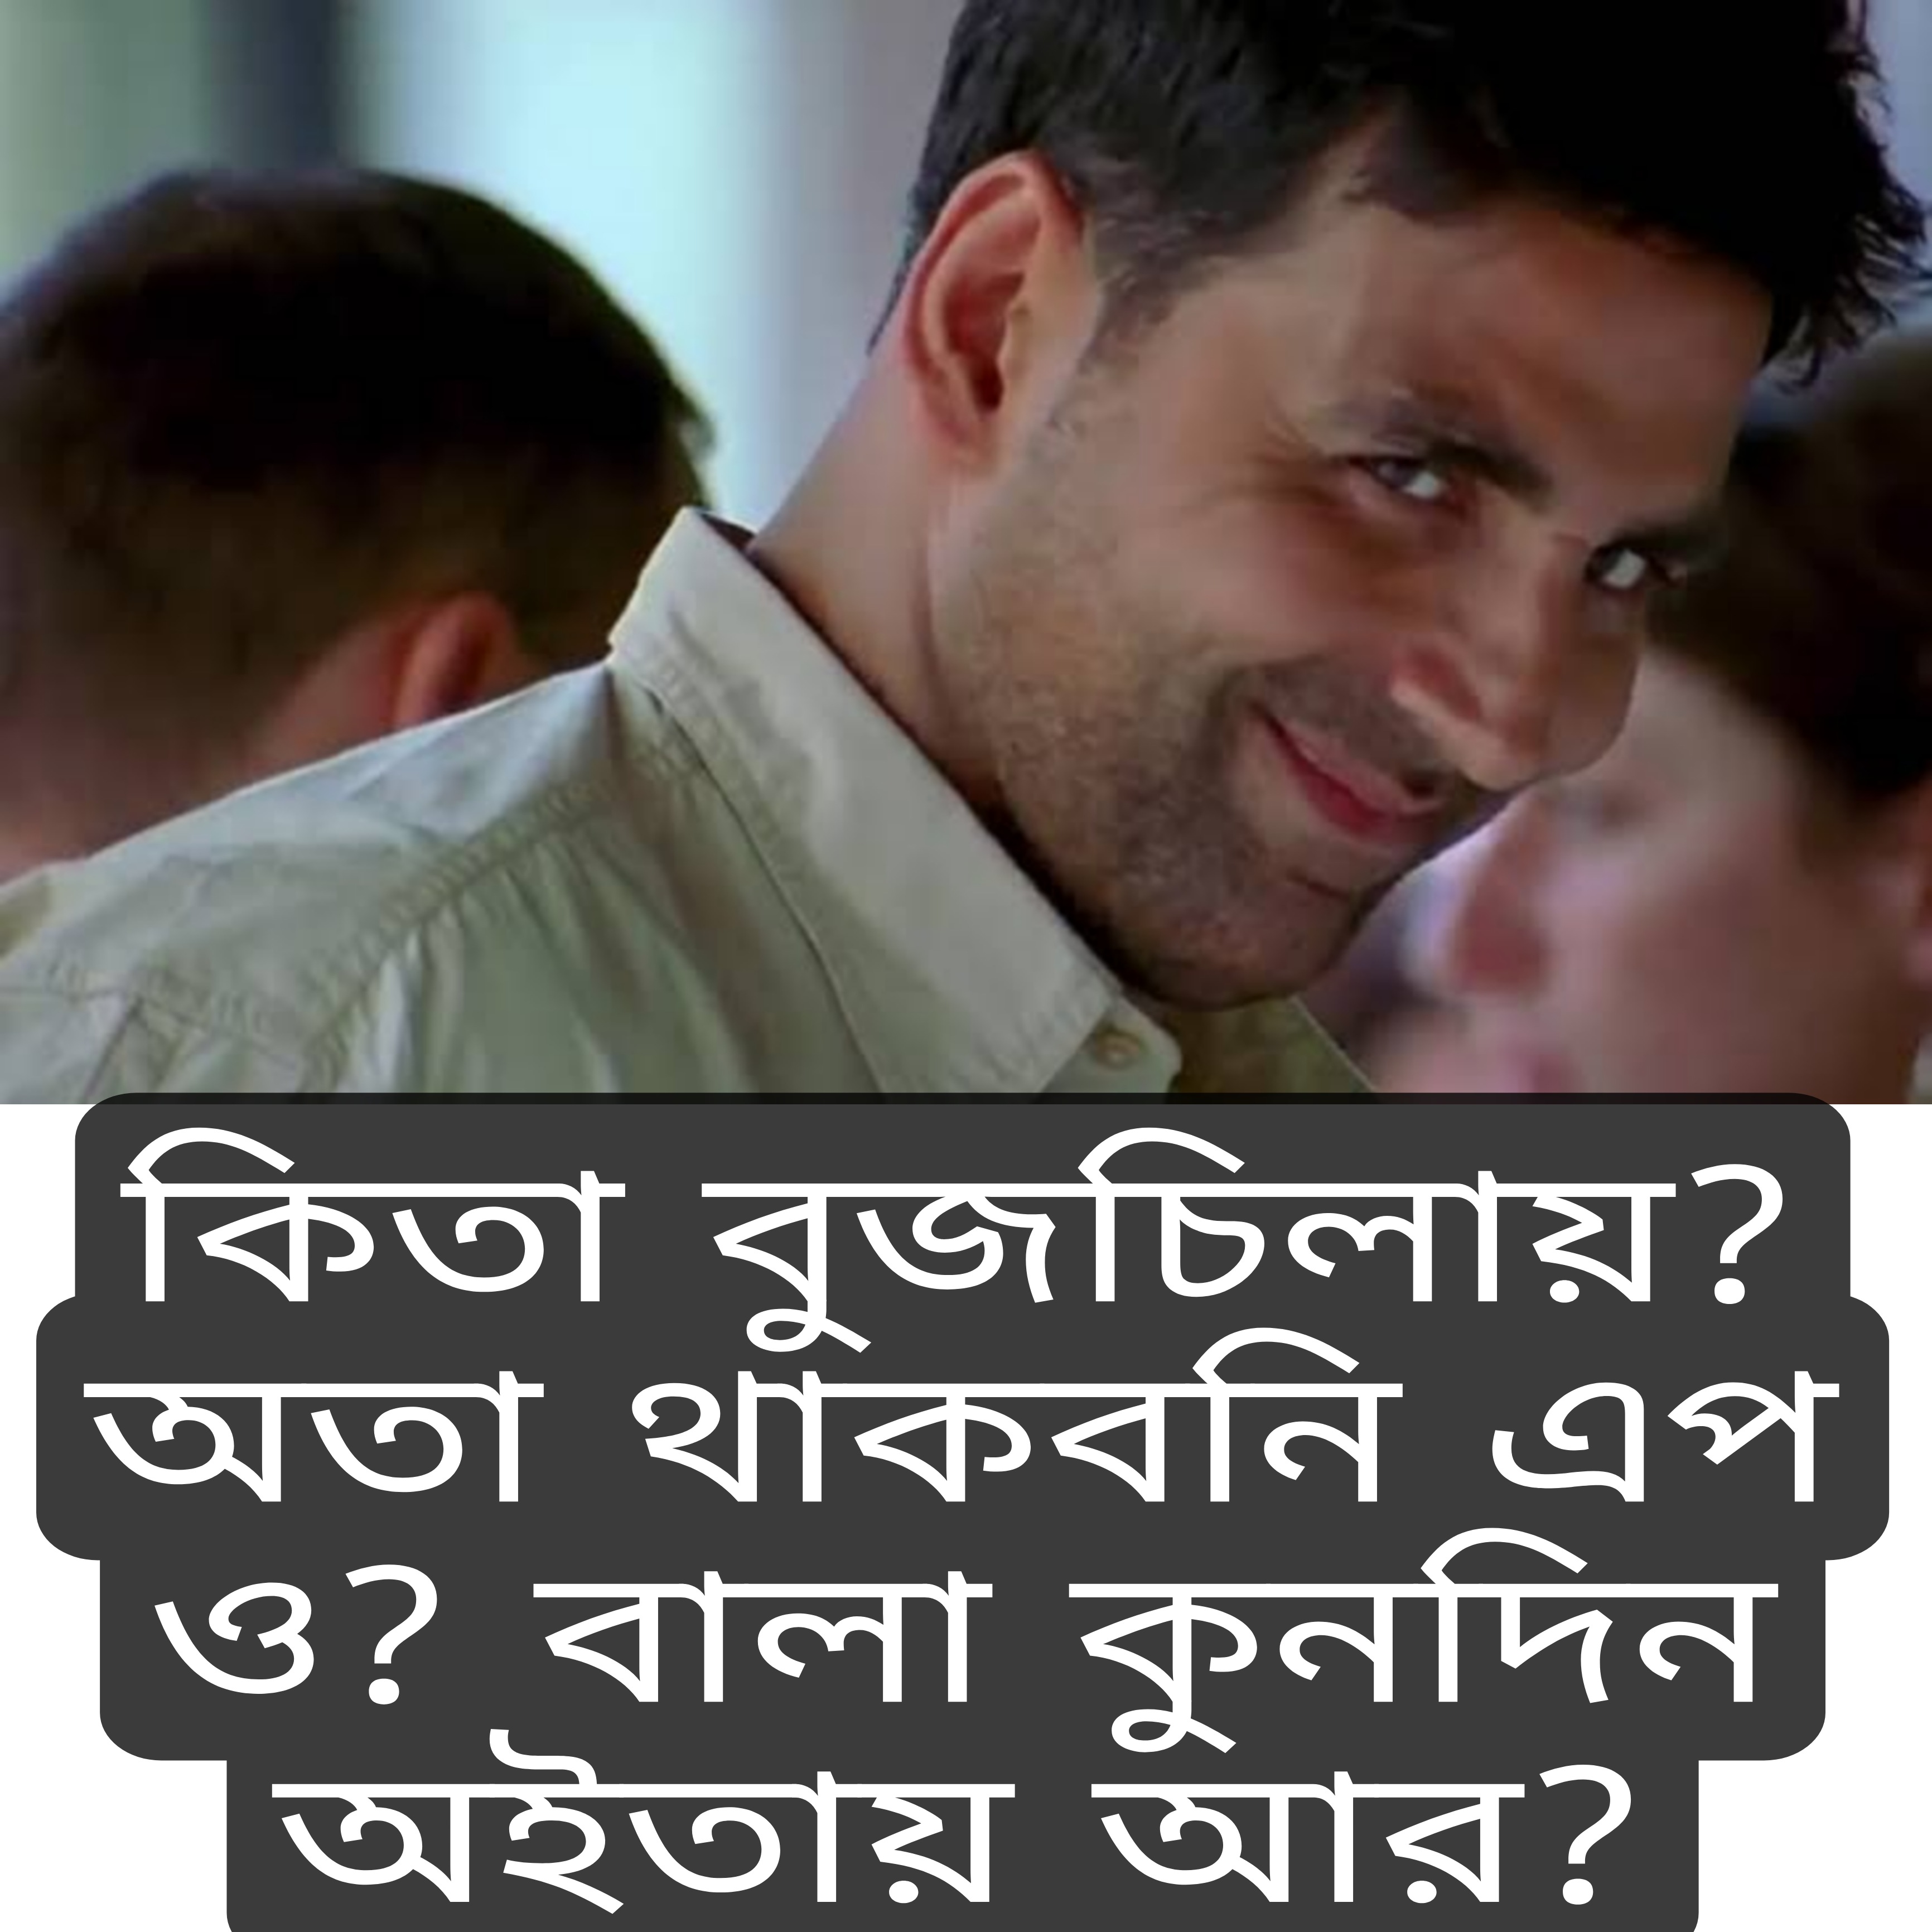 কিতা বুজচিলায়?
অতা থাকবনি এপ
ও? বালা কুনদিন
অইতায় আর?